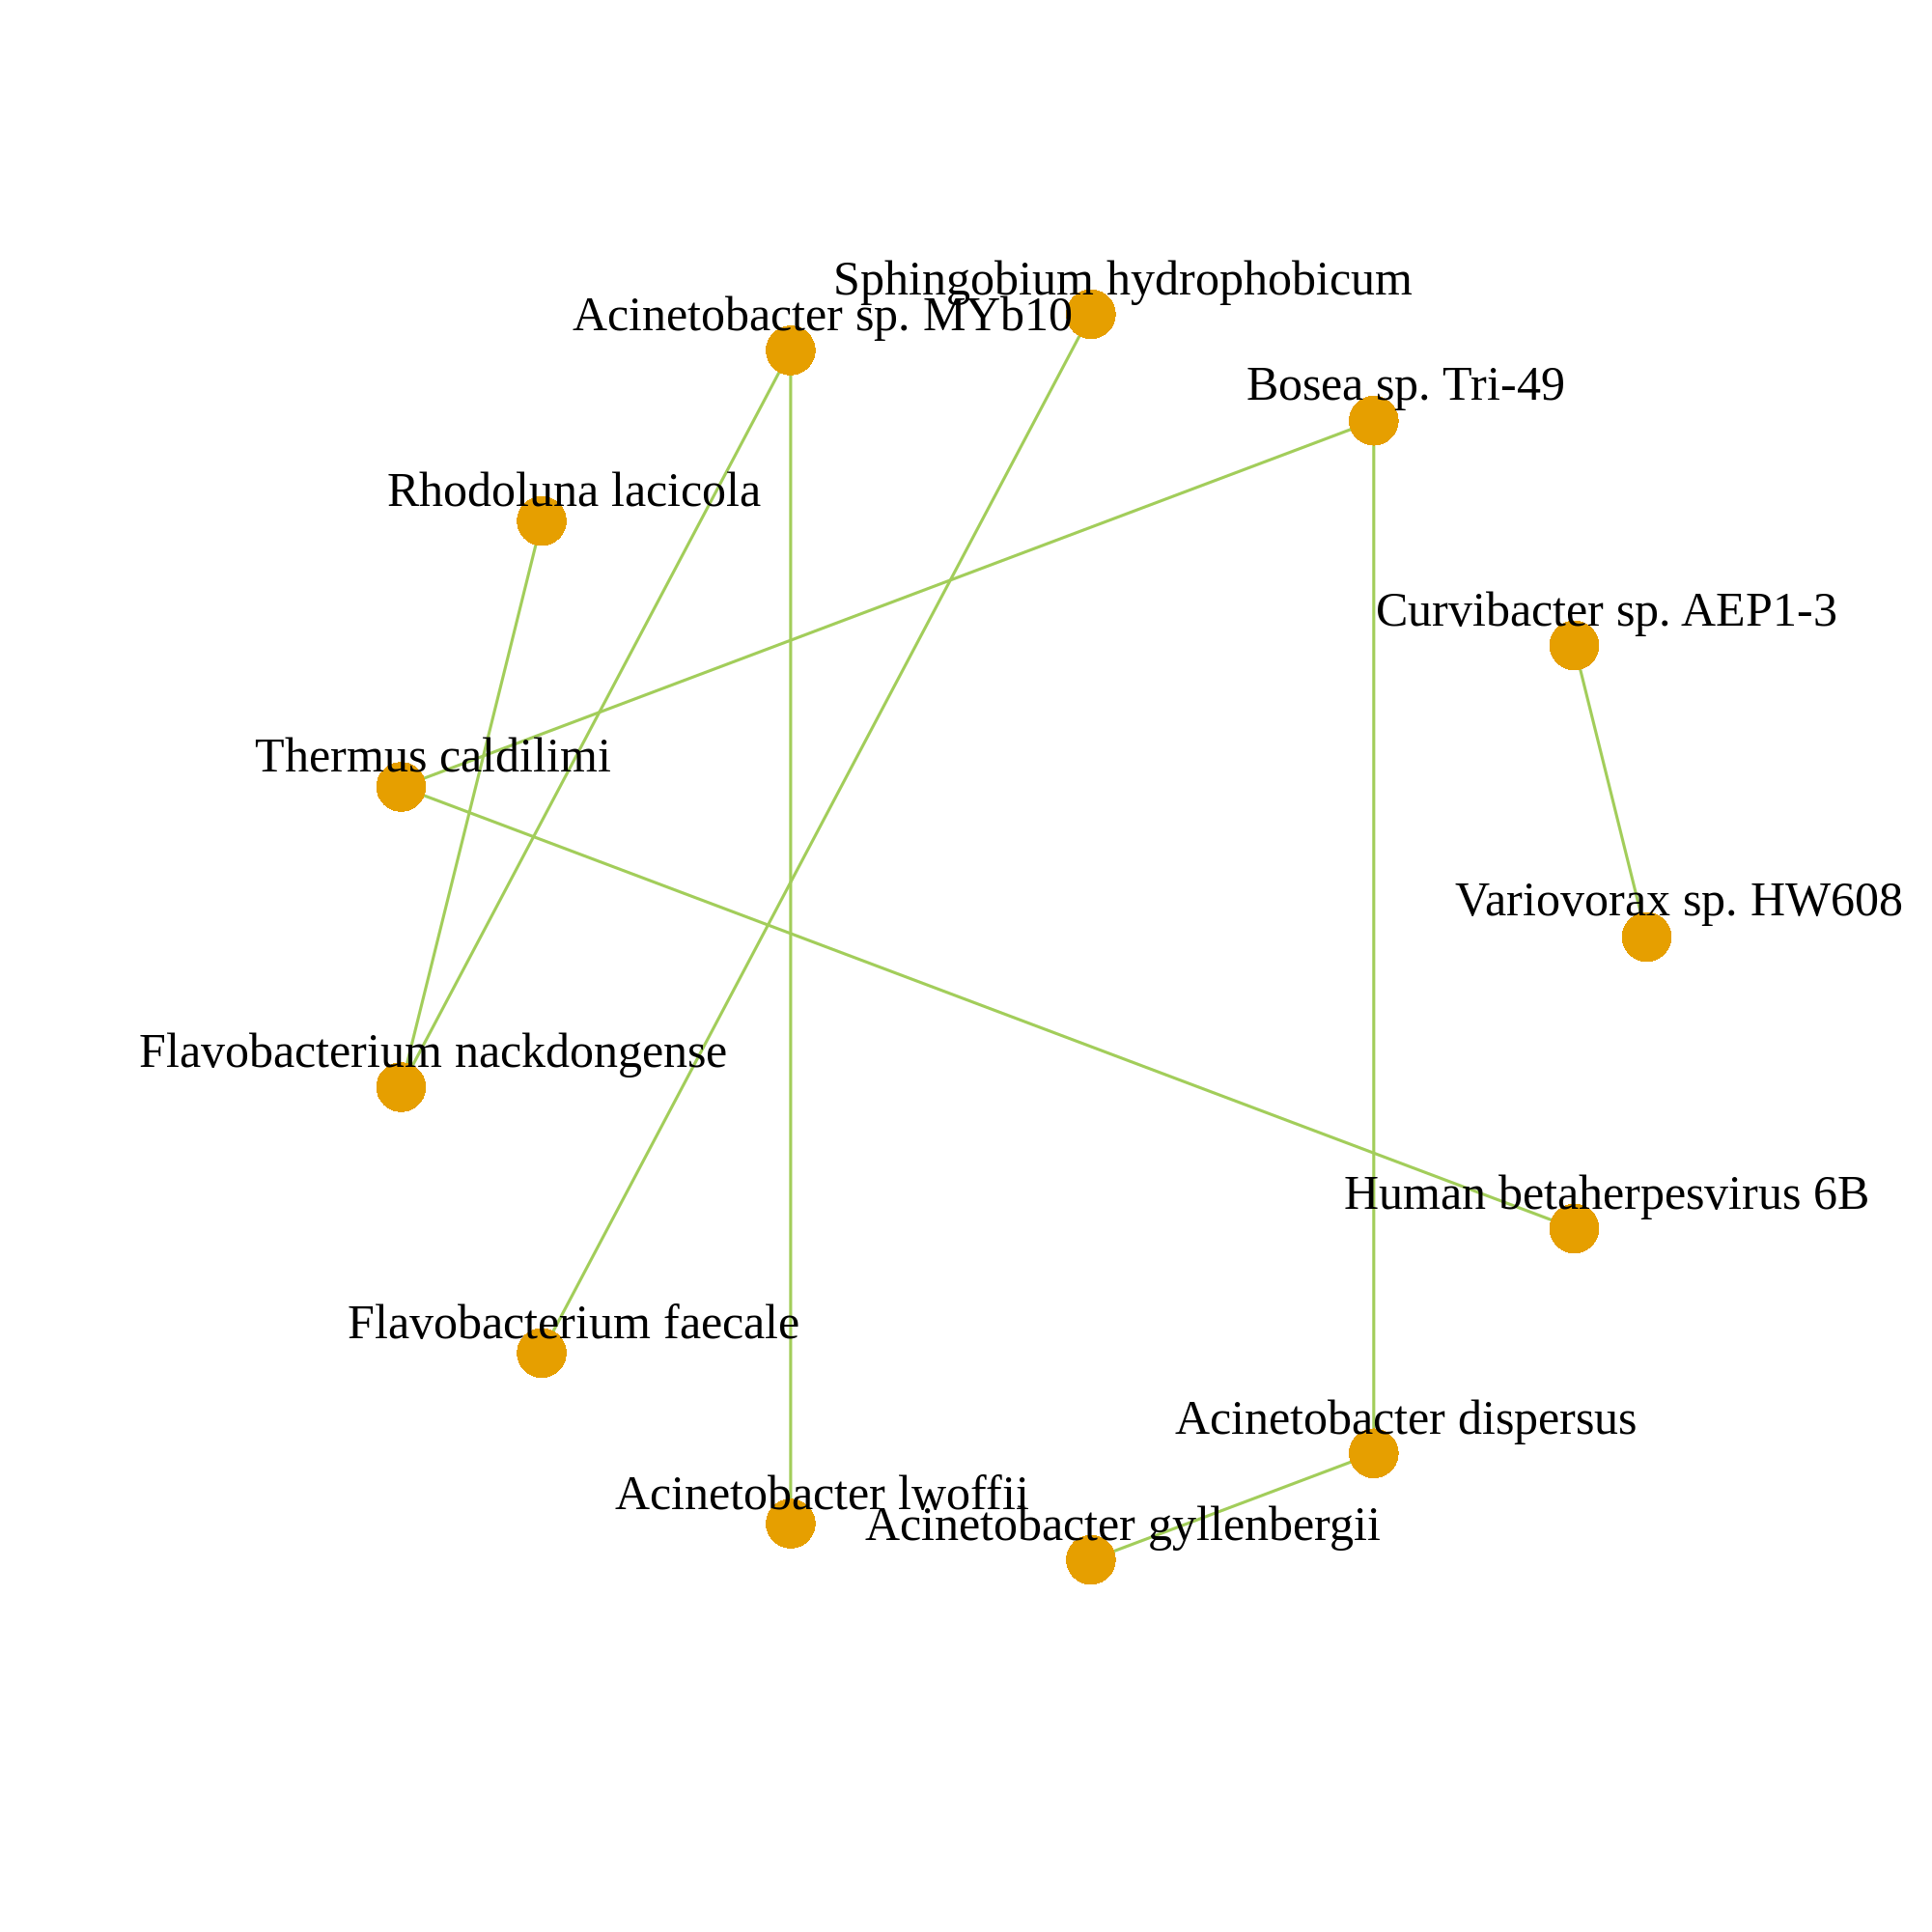 Sphingobium hydrophobicum
Acinetobacter sp. MYb10
Bosea sp. Tri-49
Rhodoluna lacicola
Curvibacter sp. AEP1-3
Thermus caldilimi
Variovorax sp. HW608
Flavobacterium nackdongense
Human betaherpesvirus 6B
Flavobacterium faecale
Acinetobacter dispersus
Acinetobacter lwoffii
Acinetobacter gyllenbergii